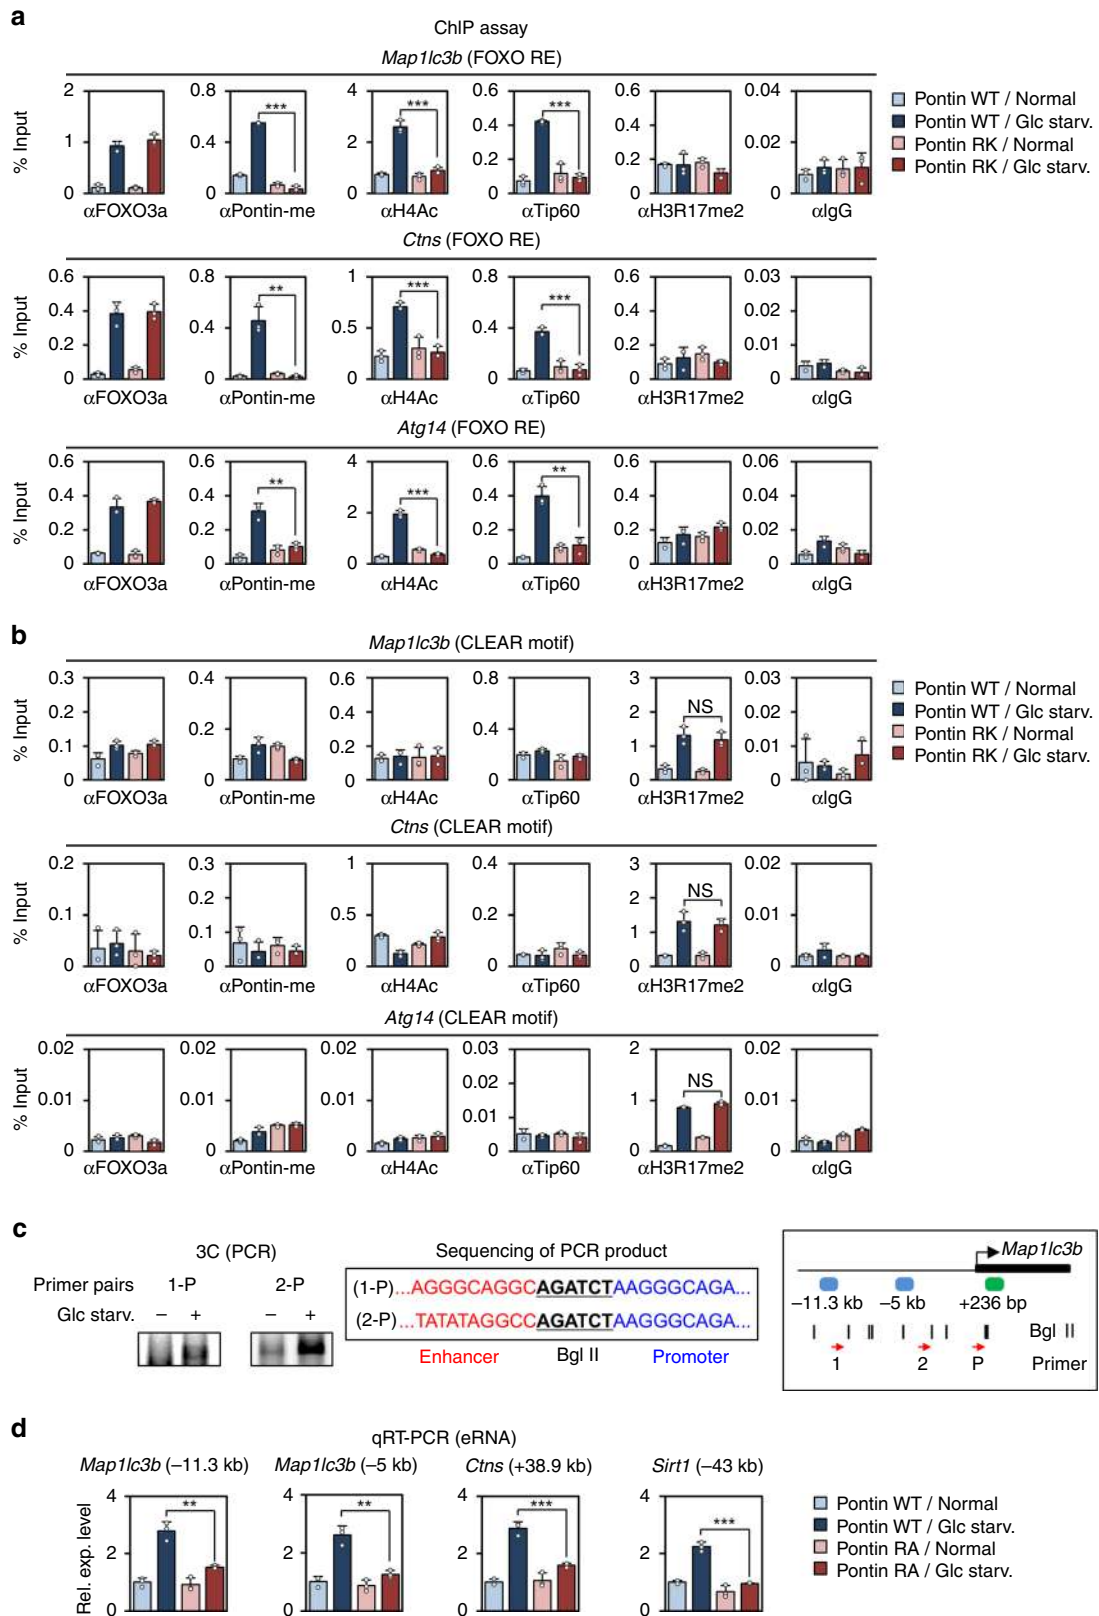 a
ChIP assay
Map1lc3b (FOXO RE)
% Input
2
1
0
αFOXO3a
0.8
0.4
0
***
αPontin-me
4
2
0
***
αH4Ac
0.6
0.4
0.2
0
***
αTip60
0.6
0.4
0.2
0
αH3R17me2
0.04
0.02
0
αIgG
Pontin WT / Normal
Pontin WT / Glc starv.
Pontin RK / Normal
Pontin RK / Glc starv.
Ctns (FOXO RE)
% Input
0.6
0.4
0.2
0
αFOXO3a
0.8
0.4
0
**
αPontin-me
1
0.5
0
***
αH4Ac
0.8
0.6
0.4
0.2
0
***
αTip60
0.6
0.4
0.2
0
αH3R17me2
0.03
0.02
0.01
0
αIgG
Atg14 (FOXO RE)
% Input
0.6
0.4
0.2
0
αFOXO3a
0.6
0.4
0.2
0
**
αPontin-me
4
2
0
***
αH4Ac
0.6
0.4
0.2
0
**
αTip60
0.6
0.4
0.2
0
αH3R17me2
0.06
0.04
0.02
0
αIgG
b
Map1lc3b (CLEAR motif)
% Input
0.3
0.2
0.1
0
αFOXO3a
0.4
0.2
0
αPontin-me
0.6
0.4
0.2
0
αH4Ac
0.8
0.4
0
αTip60
3
2
1
0
NS
αH3R17me2
0.03
0.02
0.01
0
αIgG
Pontin WT / Normal
Pontin WT / Glc starv.
Pontin RK / Normal
Pontin RK / Glc starv.
Ctns (CLEAR motif)
% Input
0.2
0.1
0
αFOXO3a
0.3
0.2
0.1
0
αPontin-me
1
0.5
0
αH4Ac
0.4
0.2
0
αTip60
3
2
1
0
NS
αH3R17me2
0.02
0.01
0
αIgG
Atg14 (CLEAR motif)
% Input
0.02
0.01
0
αFOXO3a
0.02
0.01
0
αPontin-me
0.02
0.01
0
αH4Ac
0.03
0.02
0.01
0
αTip60
2
1
0
NS
αH3R17me2
0.02
0.01
0
αIgG
c
3C (PCR)
Primer pairs 1-P 2-P
Glc starv. – + – +
Sequencing of PCR product
(1-P) ...AGGGCAGGCAGATCTAAGGGCAGA...
(2-P) ...TATATAGGCCAGATCTAAGGGCAGA...
Enhancer Bgl II Promoter
Map1lc3b
–11.3 kb –5 kb +236 bp
Bgl II
1 2 P Primer
d
qRT-PCR (eRNA)
Rel. exp. level
Map1lc3b (–11.3 kb)
4
2
0
**
Map1lc3b (–5 kb)
4
2
0
**
Ctns (+38.9 kb)
4
2
0
***
Sirt1 (–43 kb)
4
2
0
***
Pontin WT / Normal
Pontin WT / Glc starv.
Pontin RA / Normal
Pontin RA / Glc starv.